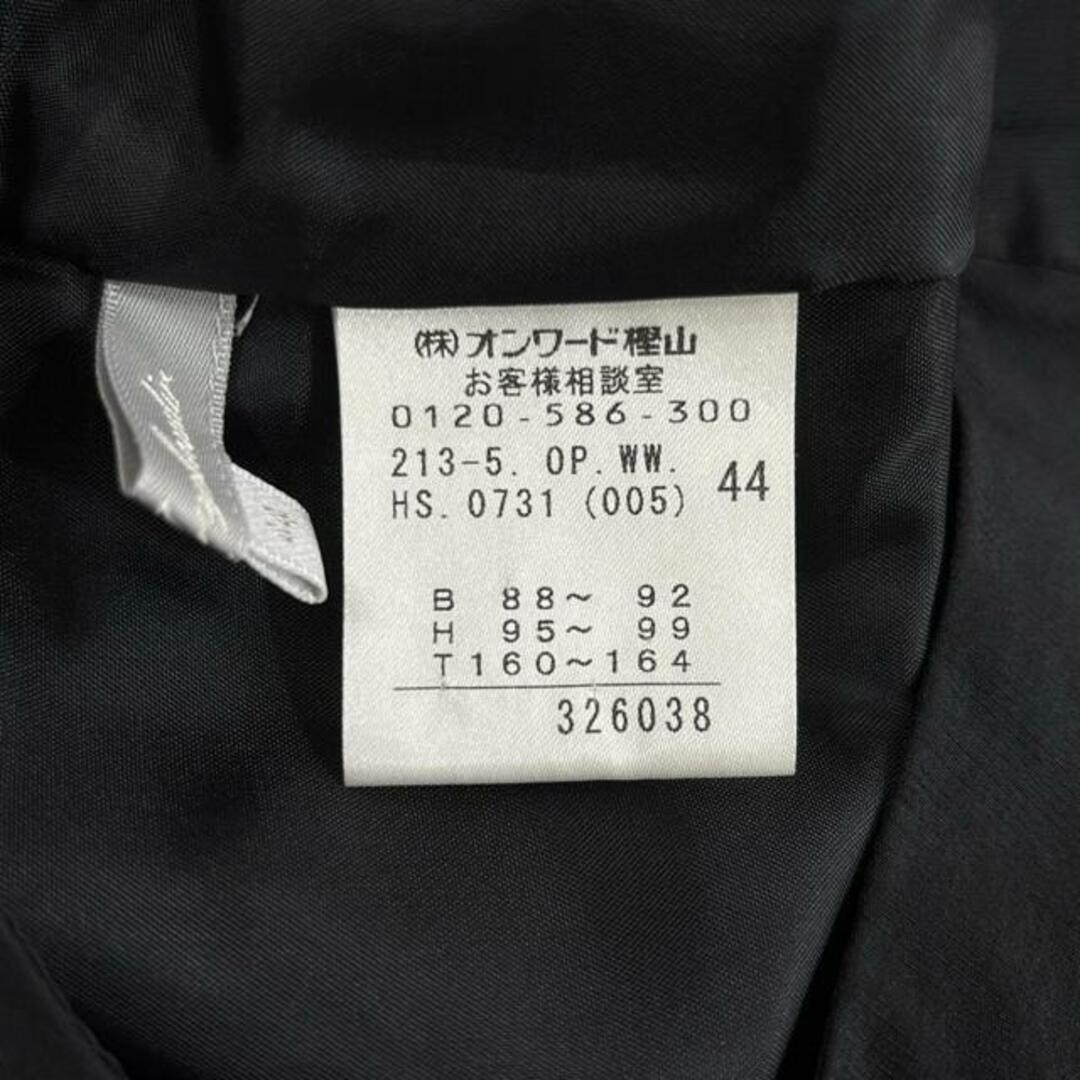 (株)オンワード樫山
お客様相談室
0120-586-300
213-5. OP. WW.
HS. 0731 (005) 44
B 88～ 92
H 95～ 99
T160～164
326038